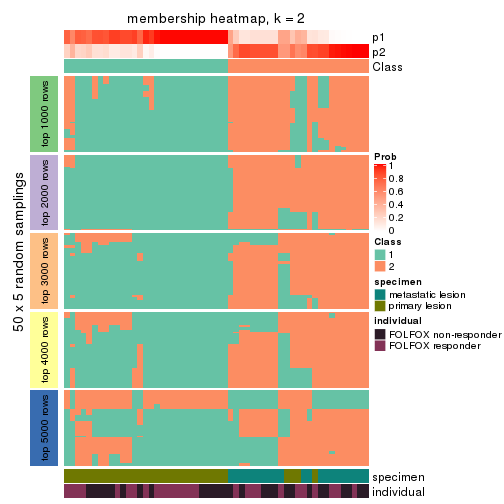 membership heatmap, k = 2
p1
p2
Class
50 x 5 random samplings
top 1000 rows
top 2000 rows
top 3000 rows
top 4000 rows
top 5000 rows
Prob
1
0.8
0.6
0.4
0.2
0
Class
1
2
specimen
metastatic lesion
primary lesion
individual
FOLFOX non-responder
FOLFOX responder
specimen
individual